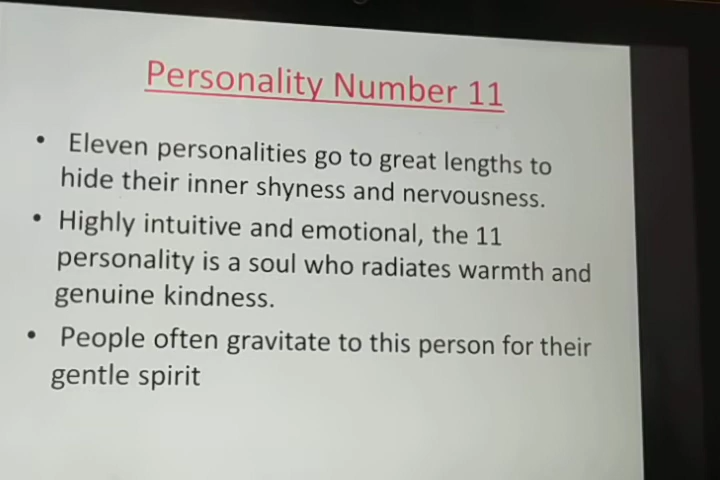 Personality Number 11
• Eleven personalities go to great lengths to
hide their inner shyness and nervousness.
• Highly intuitive and emotional, the 11
personality is a soul who radiates warmth and
genuine kindness.
• People often gravitate to this person for their
gentle spirit